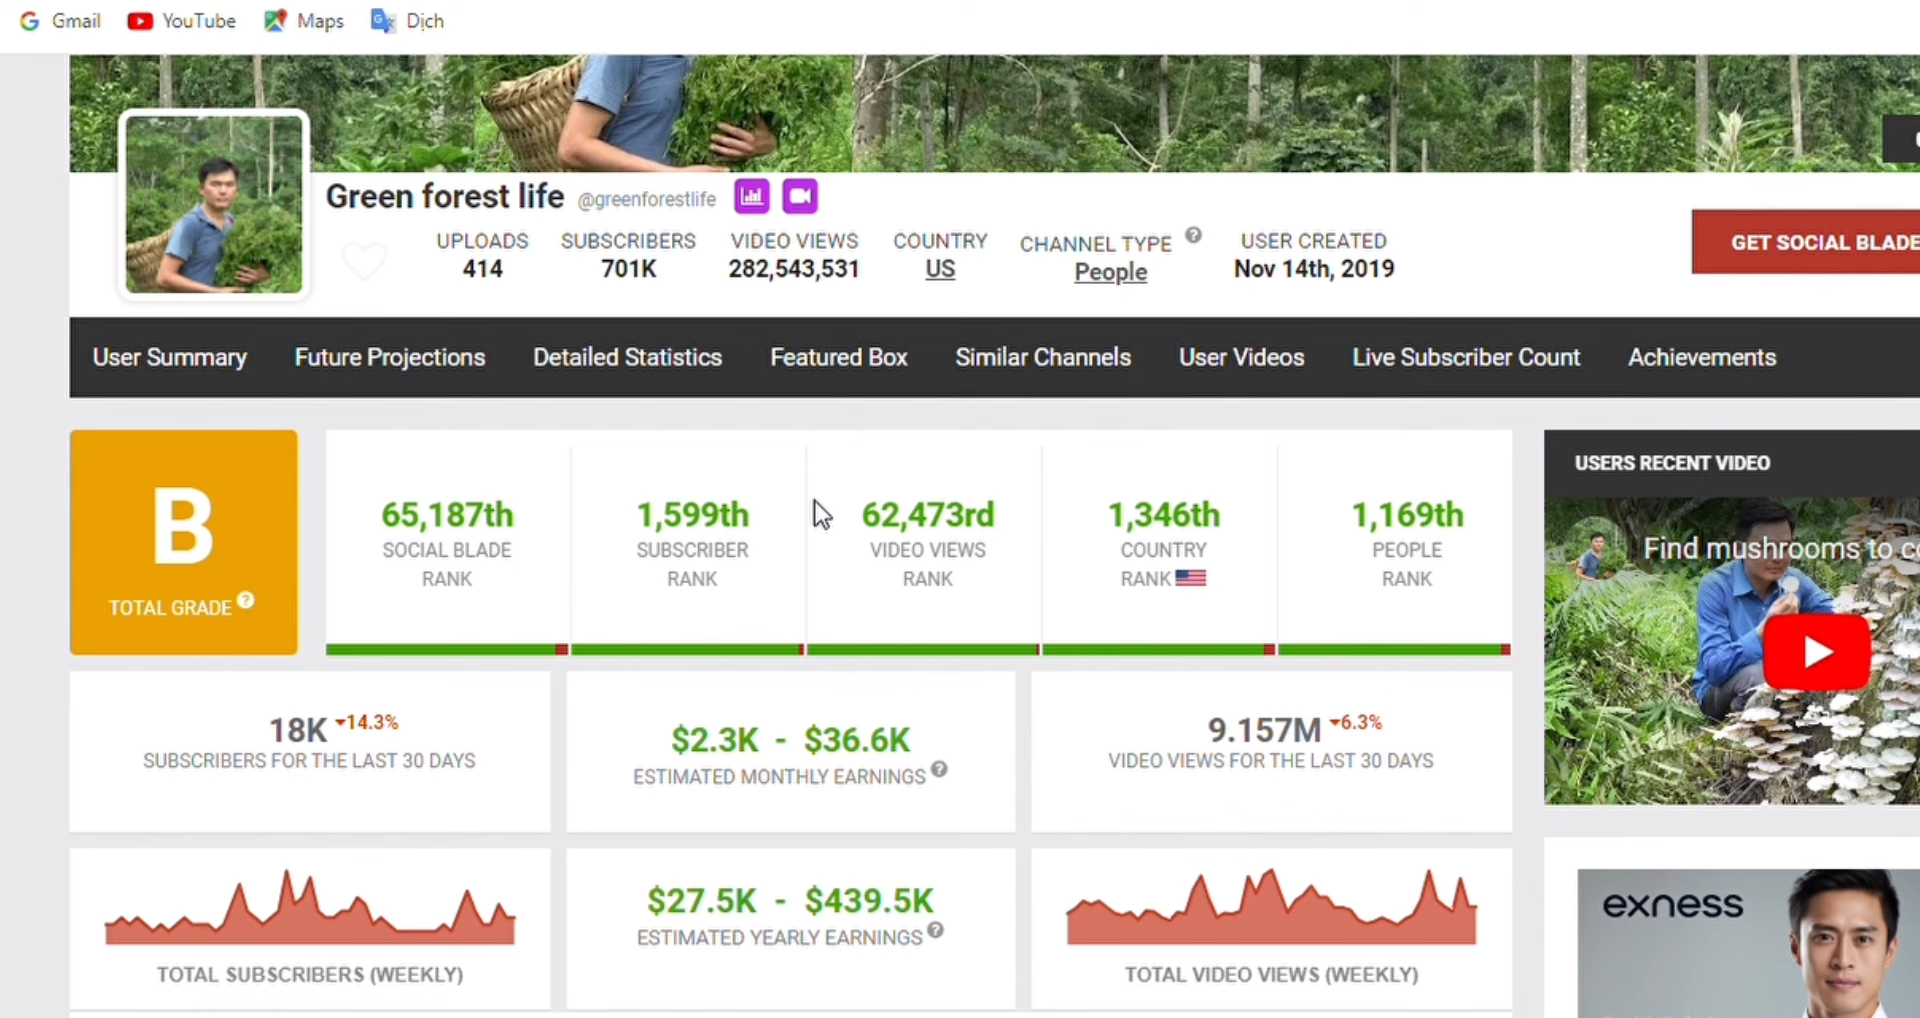 Gmail YouTube Maps Dịch
Green forest life @greenforestlife
UPLOADS SUBSCRIBERS VIDEO VIEWS COUNTRY CHANNEL TYPE USER CREATED
414 701K 282,543,531 US People Nov 14th, 2019
GET SOCIAL BLADE
User Summary Future Projections Detailed Statistics Featured Box Similar Channels User Videos Live Subscriber Count Achievements
B
TOTAL GRADE
65,187th
SOCIAL BLADE
RANK
1,599th
SUBSCRIBER
RANK
62,473rd
VIDEO VIEWS
RANK
1,346th
COUNTRY
RANK
1,169th
PEOPLE
RANK
USERS RECENT VIDEO
Find mushrooms to
18K 14.3%
SUBSCRIBERS FOR THE LAST 30 DAYS
$2.3K - $36.6K
ESTIMATED MONTHLY EARNINGS
9.157M 6.3%
VIDEO VIEWS FOR THE LAST 30 DAYS
TOTAL SUBSCRIBERS (WEEKLY)
$27.5K - $439.5K
ESTIMATED YEARLY EARNINGS
TOTAL VIDEO VIEWS (WEEKLY)
exness